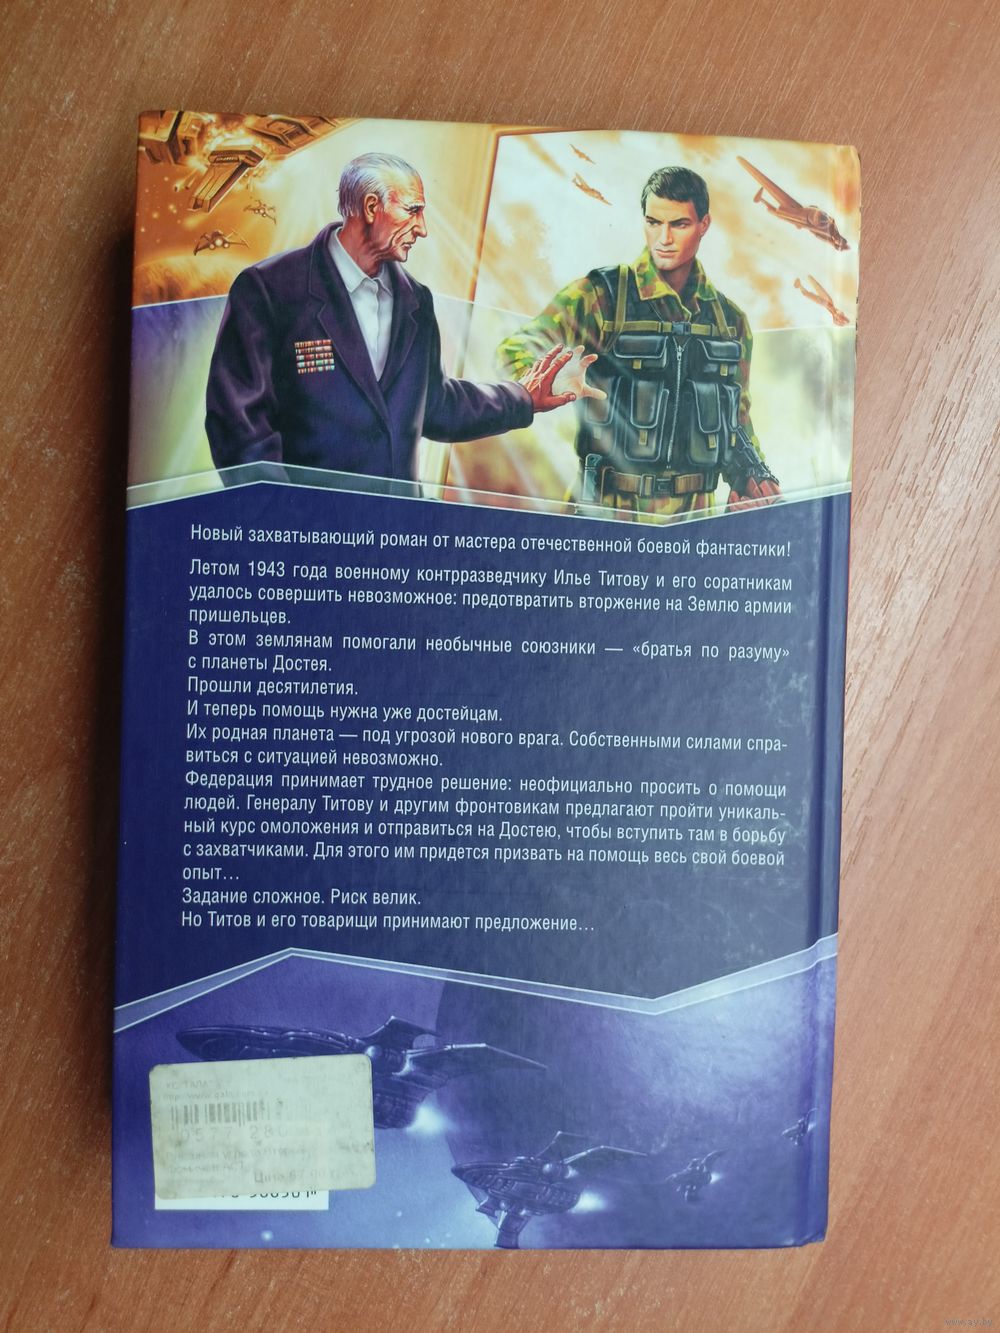 Новый захватывающий роман от мастера отечественной боевой фантастики!
Летом 1943 года военному контрразведчику Илье Титову и его соратникам
удалось совершить невозможное: предотвратить вторжение на Землю армии
пришельцев.
В этом землянам помогали необычные союзники — «братья по разуму»
с планеты Достея.
Прошли десятилетия.
И теперь помощь нужна уже достейцам.
Их родная планета — под угрозой нового врага. Собственными силами спра-
виться с ситуацией невозможно.
Федерация принимает трудное решение: неофициально просить о помощи
людей. Генералу Титову и другим фронтовикам предлагают пройти уникаль-
ный курс омоложения и отправиться на Достею, чтобы вступить там в борьбу
с захватчиками. Для этого им придется призвать на помощь весь свой боевой
опыт...
Задание сложное. Риск велик.
Но Титов и его товарищи принимают предложение...
0577 280
www.ay.by